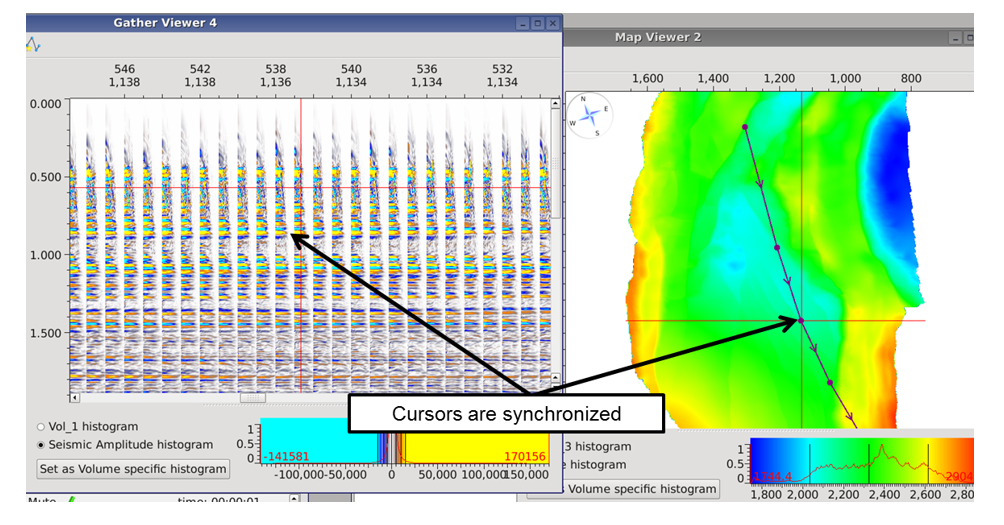 Gather Viewer 4
546 542 538 540 536 532
1,138 1,138 1,136 1,134 1,134 1,134
0.000
0.500
1.000
1.500
Vol_1 histogram
Seismic Amplitude histogram
Set as Volume specific histogram
1
0.5
0
-141581 170156
-100,000 -50,000 0 50,000 100,000 150,000
Mute time: 00:00:01
Cursors are synchronized
Map Viewer 2
1,600 1,400 1,200 1,000 800
N
E
W
S
3 histogram
e histogram
s Volume specific histogram
1
0.5
0
1744.4 2904
1,800 2,000 2,200 2,400 2,600 2,80